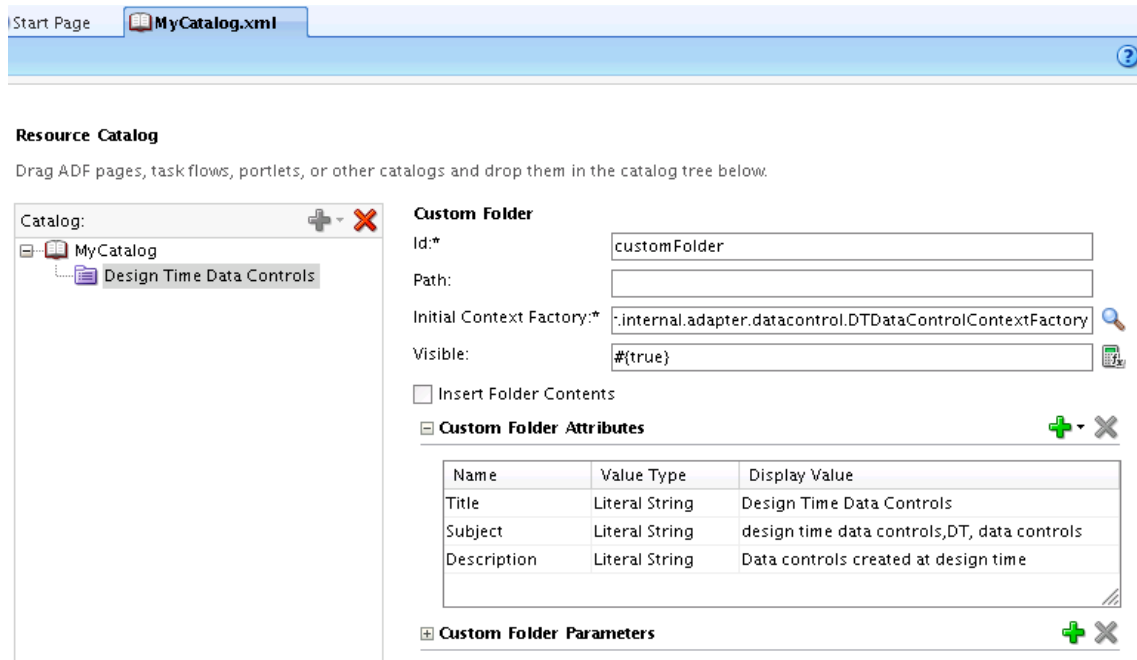 Start Page MyCatalog.xml
Resource Catalog
Drag ADF pages, task flows, portlets, or other catalogs and drop them in the catalog tree below.
Catalog:
MyCatalog
Design Time Data Controls
Custom Folder
Id:* customFolder
Path:
Initial Context Factory:* r.internal.adapter.datacontrol.DTDataControlContextFactory
Visible: #{true}
Insert Folder Contents
Custom Folder Attributes
Name Value Type Display Value
Title Literal String Design Time Data Controls
Subject Literal String design time data controls,DT, data controls
Description Literal String Data controls created at design time
Custom Folder Parameters